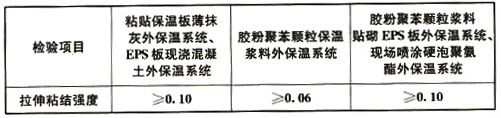 检验项目
粘贴保温板薄抹
灰外保温系统、
EPS板现浇混凝
土外保温系统
胶粉聚苯颗粒保温
浆料外保温系统
胶粉聚苯颗粒浆料
贴砌EPS板外保温系统、
现场喷涂硬泡聚氨
酯外保温系统
拉伸粘结强度
≥0.10
≥0.06
≥0.10